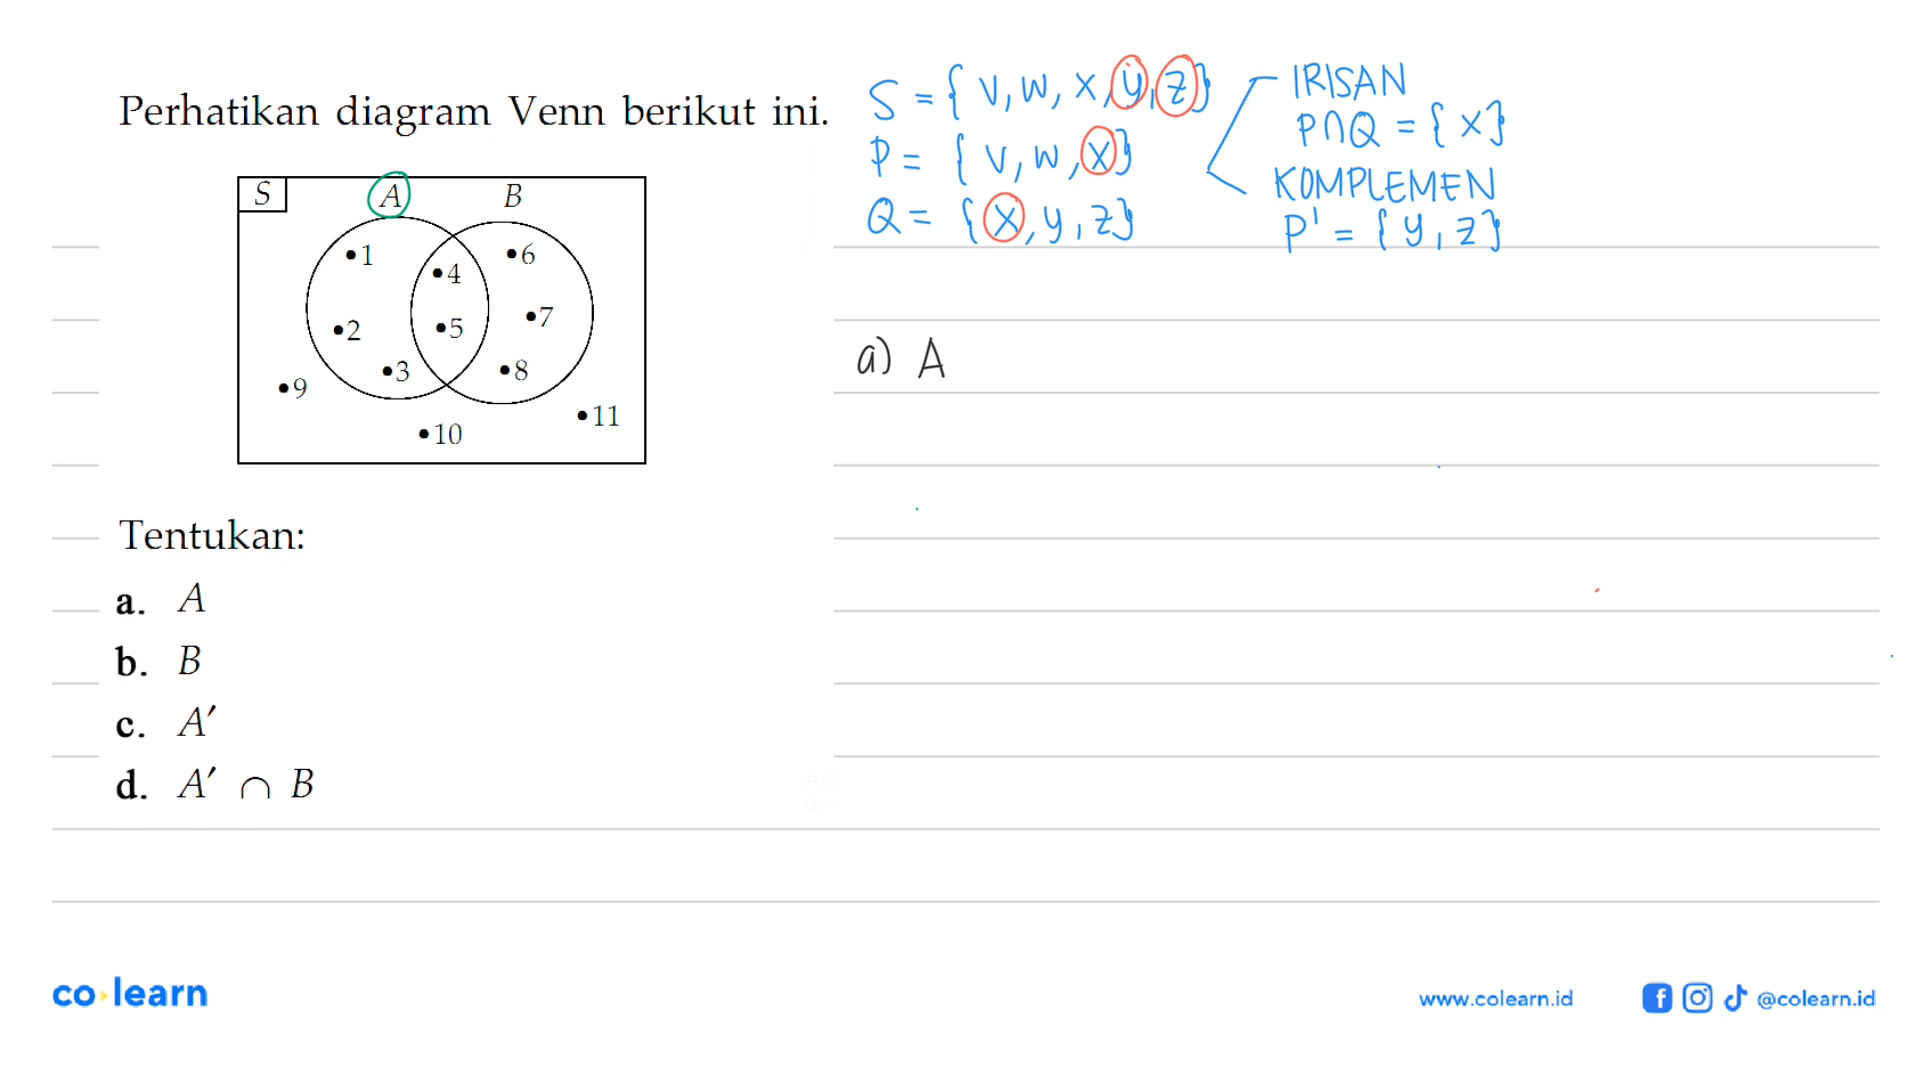 Perhatikan diagram Venn berikut ini.
S A B
•1
•4
•6
•2
•5
•7
•3
•8
•9
•10
•11
Tentukan:
a. A
b. B
c. A′
d. A′ ∩ B
S = { v, w, x, y, z}
P = { v, w, x}
Q = {x, y, z}
IRISAN
P∩Q = { x}
KOMPLEMEN
P' = { y, z}
a) A
co learn
www.colearn.id
@colearn.id